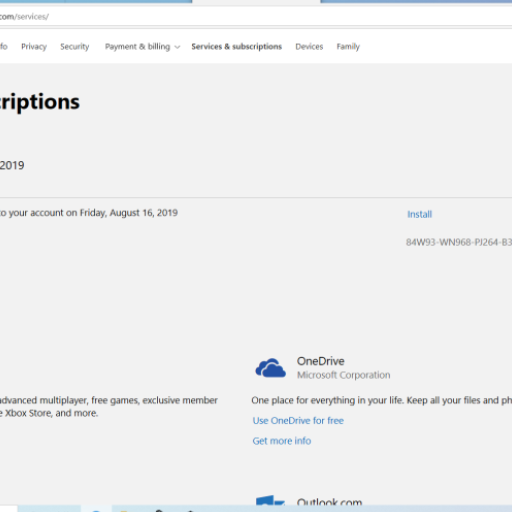 com/services/
fo Privacy Security Payment & billing Services & subscriptions Devices Family
riptions
2019
o your account on Friday, August 16, 2019
Install
84W93-WN968-PJ264-B3
OneDrive
Microsoft Corporation
advanced multiplayer, free games, exclusive member
e Xbox Store, and more.
One place for everything in your life. Keep all your files and ph
Use OneDrive for free
Get more info
Outlook.com